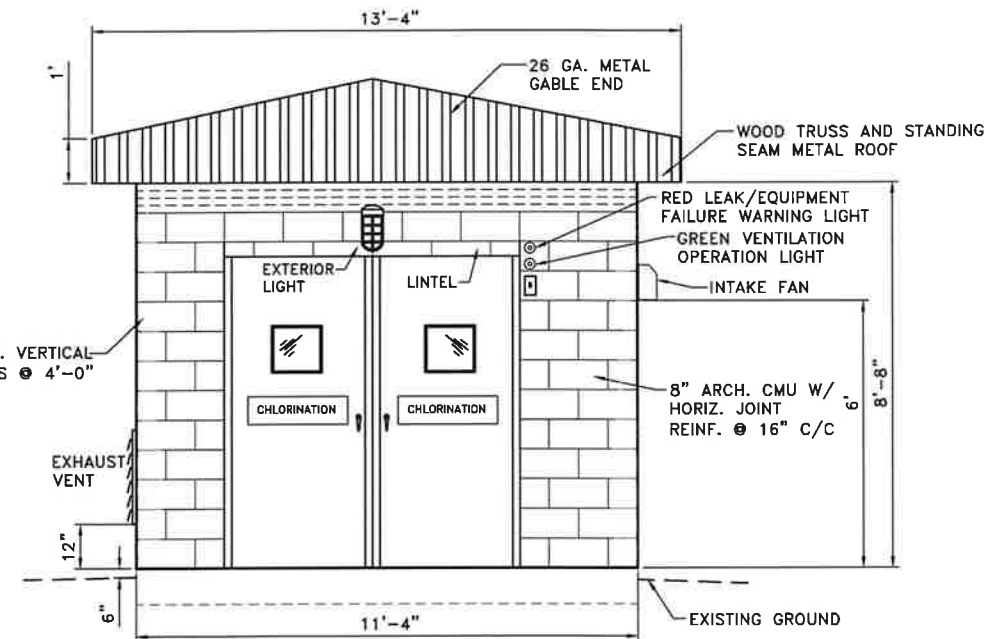 13'-4"
1'
26 GA. METAL
GABLE END
WOOD TRUSS AND STANDING
SEAM METAL ROOF
RED LEAK/EQUIPMENT
FAILURE WARNING LIGHT
GREEN VENTILATION
OPERATION LIGHT
EXTERIOR
LIGHT
LINTEL
INTAKE FAN
. VERTICAL
S @ 4'-0"
CHLORINATION
CHLORINATION
8" ARCH. CMU W/
HORIZ. JOINT
REINF. @ 16" C/C
6'
8'-8"
EXHAUST
VENT
12"
6"
11'-4"
EXISTING GROUND